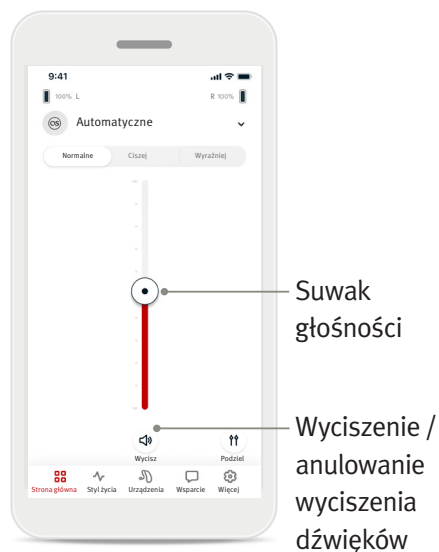 9:41
100% L
R 100%
Automatyczne
Normalne Ciszej Wyraźniej
Suwak
głośności
Wycisz
Podziel
Wyciszenie /
anulowanie
wyciszenia
dźwięków
Strona główna Styl życia Urządzenia Wsparcie Więcej